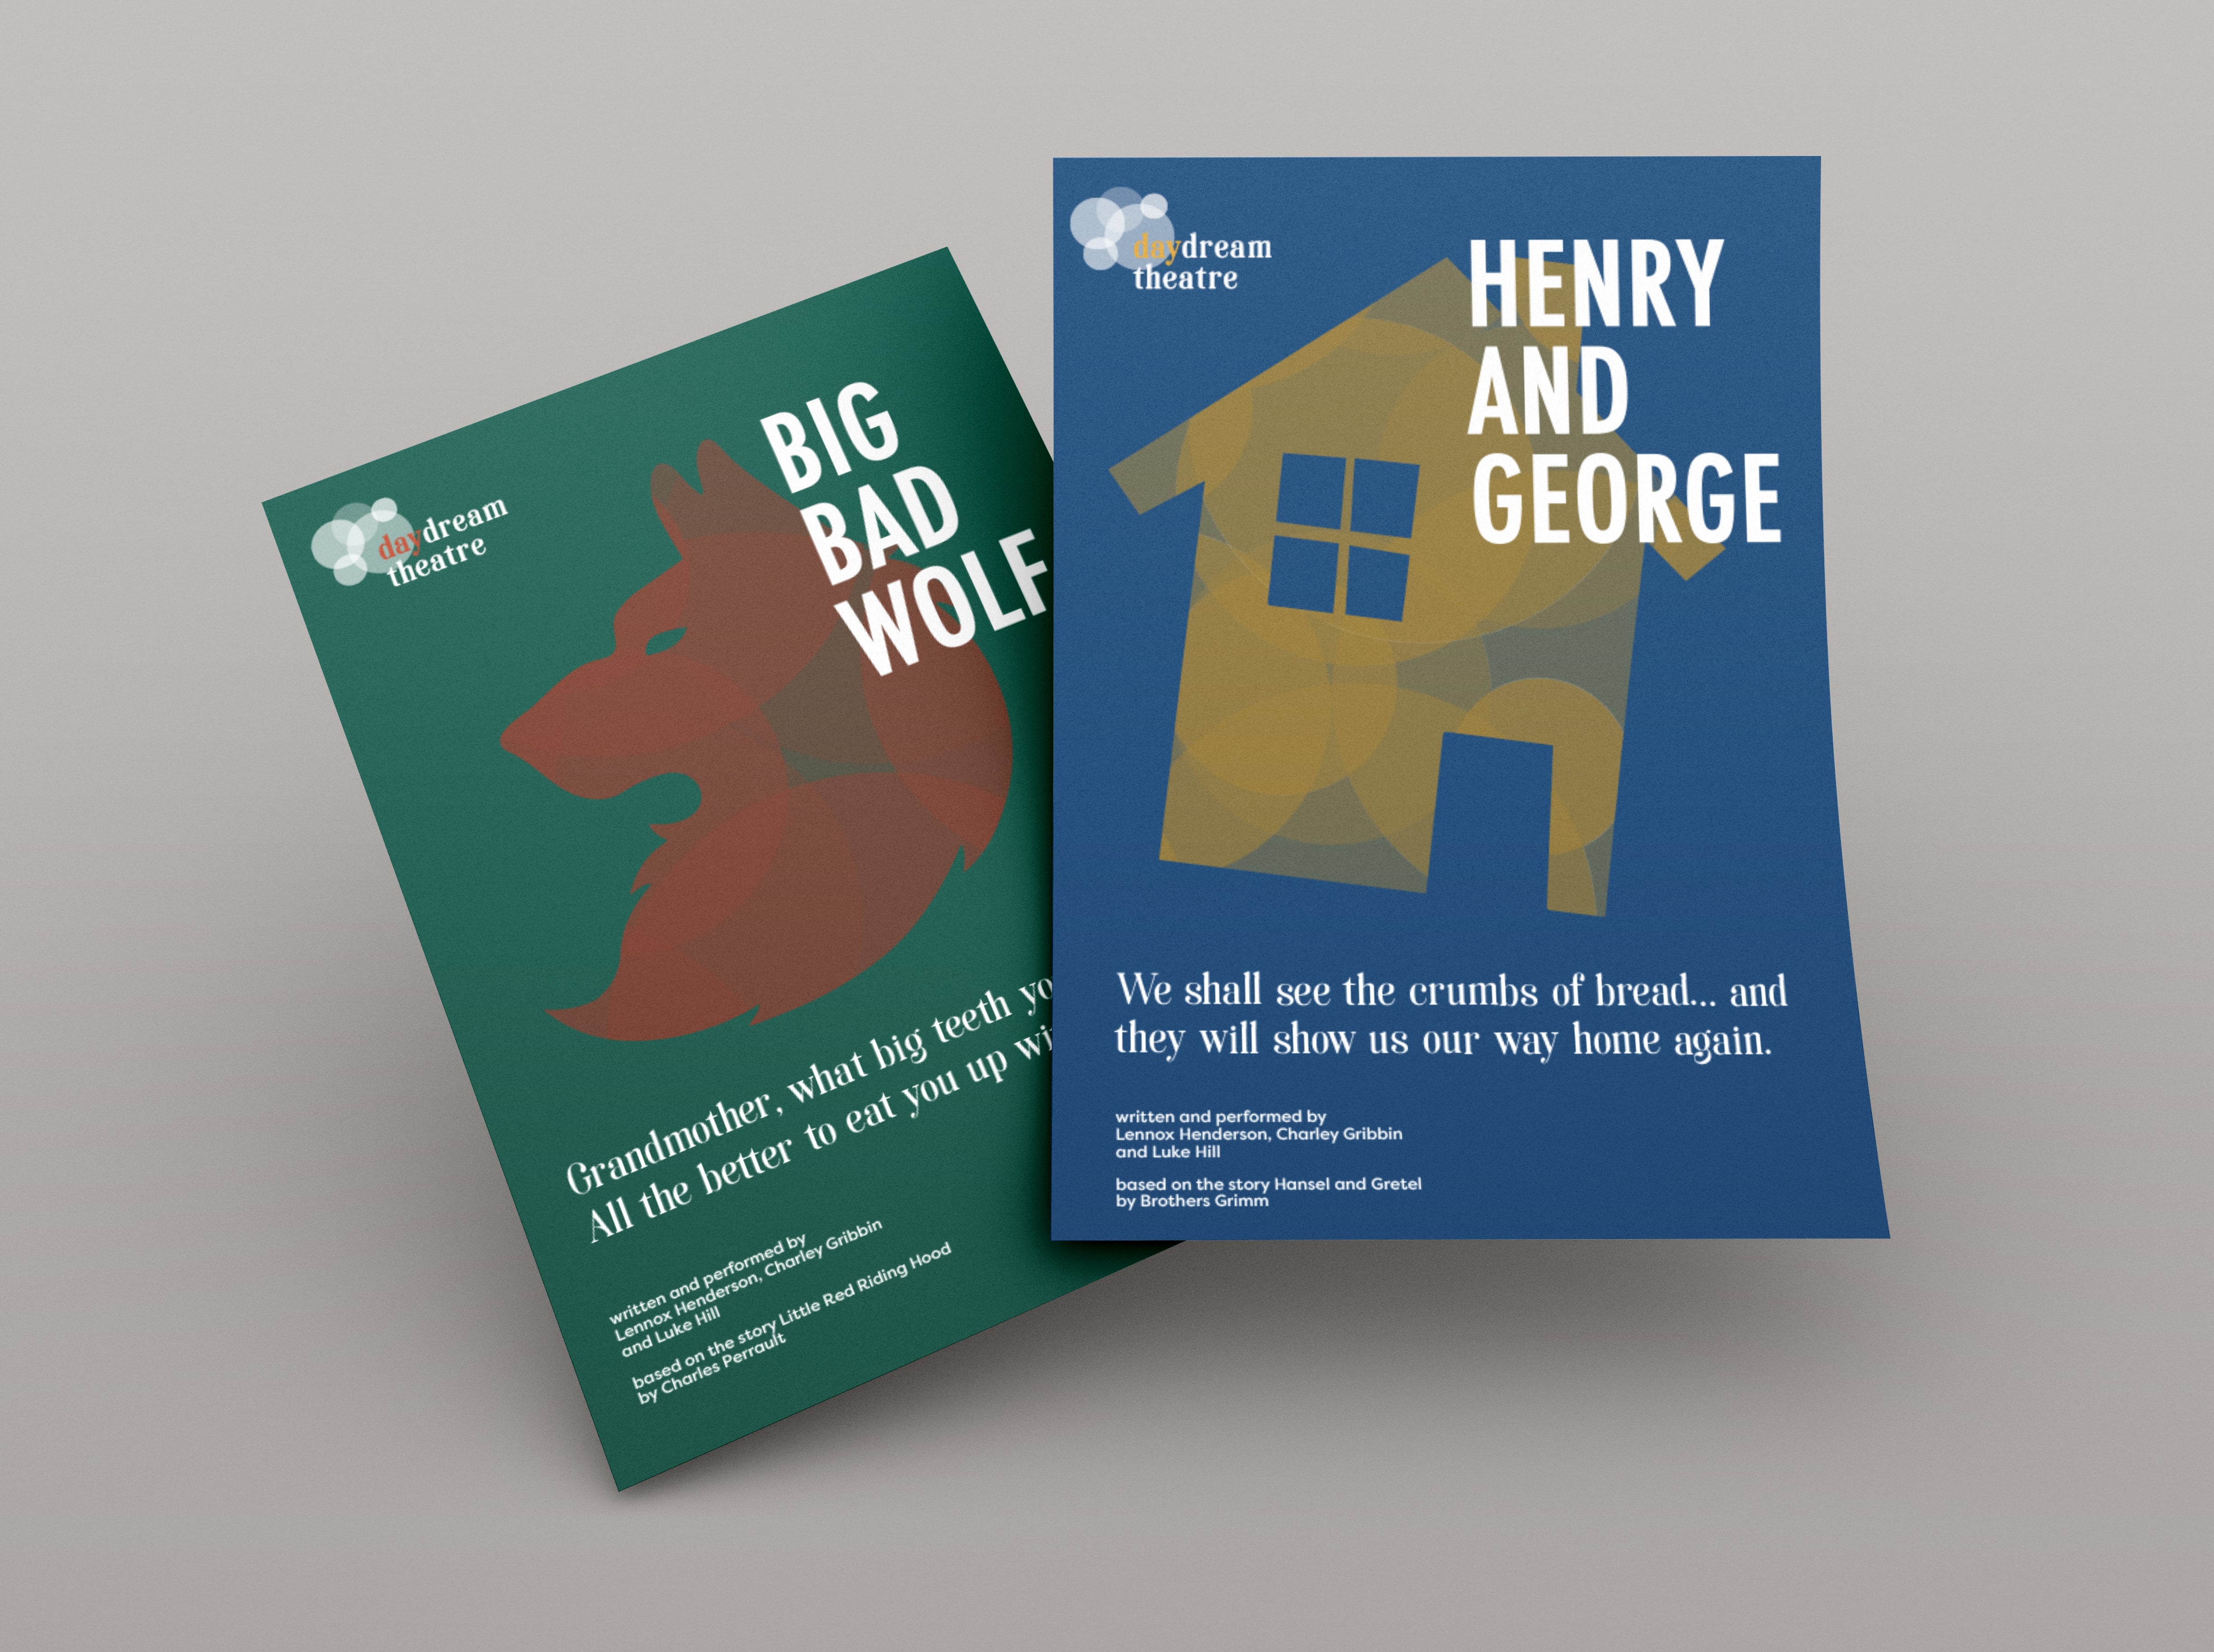 daydream
theatre
BIG
BAD
WOLF
Grandmother, what big teeth
All the better to eat you up
written and performed by
Lennox Henderson, Charley Gribbin
and Luke Hill
based on the story Little Red Riding Hood
by Charles Perrault
daydream
theatre
HENRY
AND
GEORGE
We shall see the crumbs of bread... and
they will show us our way home again.
written and performed by
Lennox Henderson, Charley Gribbin
and Luke Hill
based on the story Hansel and Gretel
by Brothers Grimm